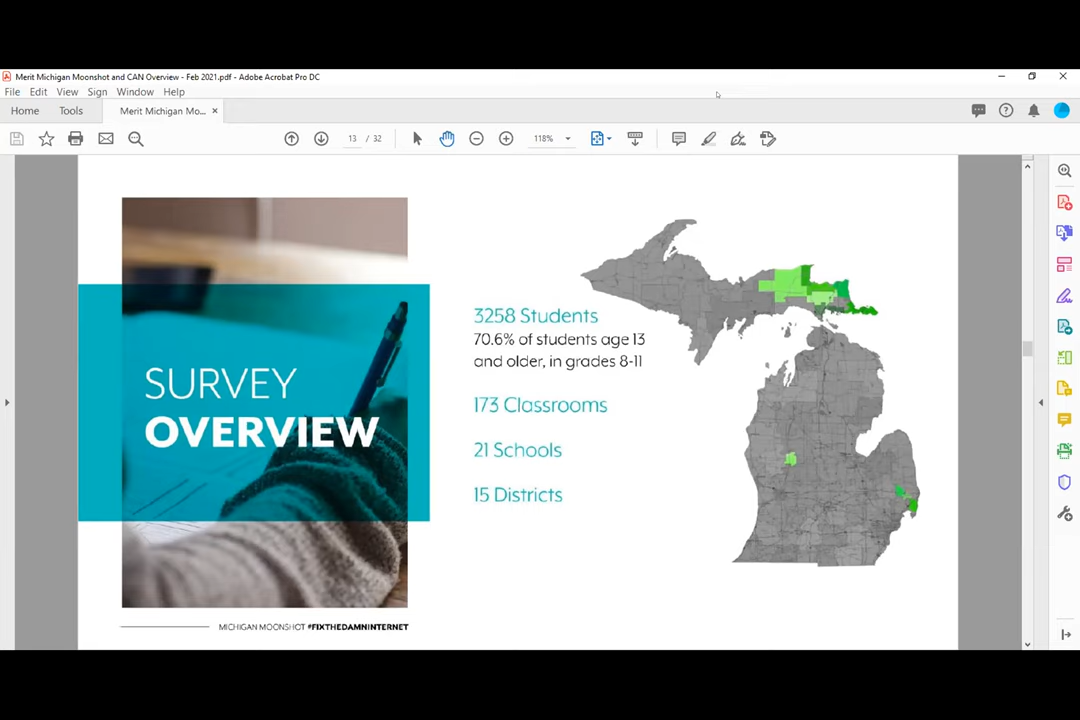 Merit Michigan Moonshot and CAN Overview - Feb 2021.pdf - Adobe Acrobat Pro DC
File Edit View Sign Window Help
Home Tools Merit Michigan Mo... ×
13 / 32 118%
SURVEY
OVERVIEW
3258 Students
70.6% of students age 13
and older, in grades 8-11
173 Classrooms
21 Schools
15 Districts
MICHIGAN MOONSHOT #FIXTHEDAMNINTERNET